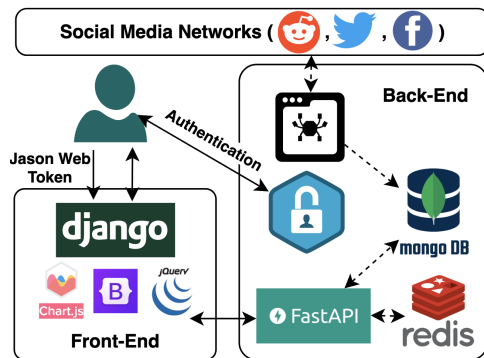 Social Media Networks ( , , )
Back-End
Authentication
Jason Web
Token
django
mongo DB
Chart.js
B
jQuery
FastAPI
redis
Front-End